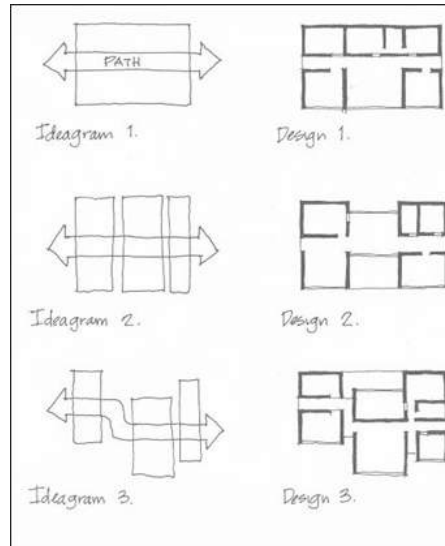 PATH
Ideagram 1.
Design 1.
Ideagram 2.
Design 2.
Ideagram 3.
Design 3.